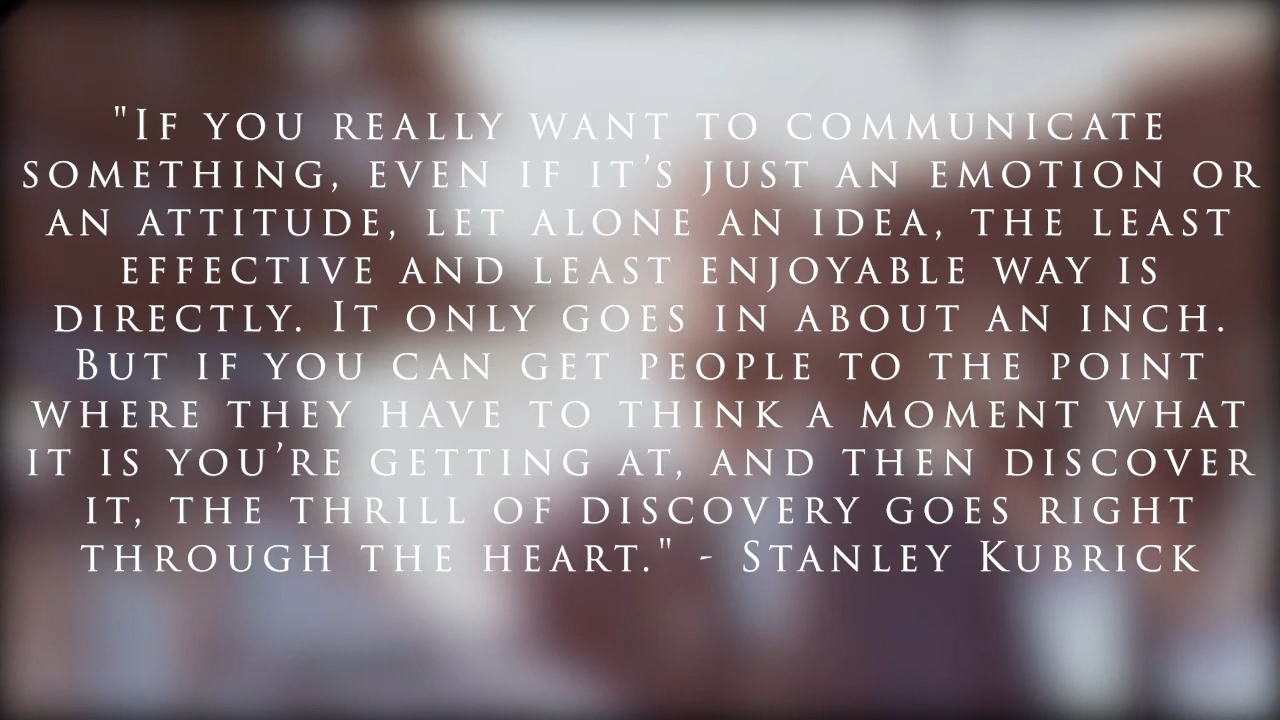 "If you really want to communicate
something, even if it’s just an emotion or
an attitude, let alone an idea, the least
effective and least enjoyable way is
directly. It only goes in about an inch.
But if you can get people to the point
where they have to think a moment what
it is you’re getting at, and then discover
it, the thrill of discovery goes right
through the heart." - Stanley Kubrick